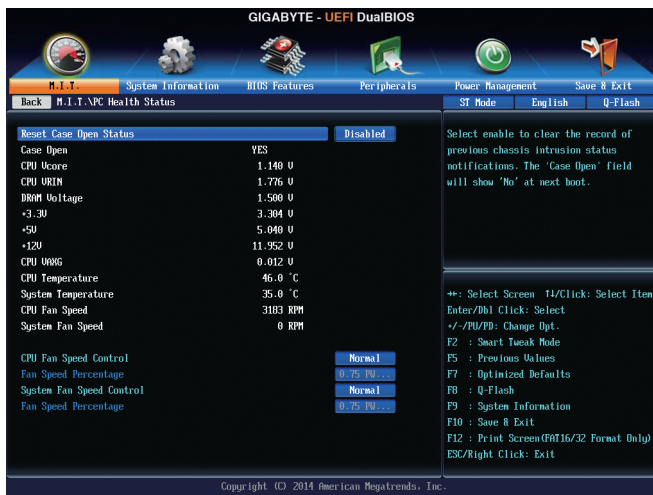 GIGABYTE - UEFI DualBIOS
M.I.T. System Information BIOS Features Peripherals Power Management Save & Exit
Back M.I.T.\PC Health Status ST Mode English Q-Flash
Reset Case Open Status Disabled
Case Open YES
CPU Vcore 1.140 V
CPU VRIN 1.776 V
DRAM Voltage 1.500 V
+3.3V 3.304 V
+5V 5.040 V
+12V 11.952 V
CPU VAXG 0.012 V
CPU Temperature 46.0 °C
System Temperature 35.0 °C
CPU Fan Speed 3183 RPM
System Fan Speed 0 RPM
CPU Fan Speed Control Normal
Fan Speed Percentage 0.75 PW...
System Fan Speed Control Normal
Fan Speed Percentage 0.75 PW...
Select enable to clear the record of
previous chassis intrusion status
notifications. The 'Case Open' field
will show 'No' at next boot.
→←: Select Screen ↑↓/Click: Select Item
Enter/Dbl Click: Select
+/-/PU/PD: Change Opt.
F2 : Smart Tweak Mode
F5 : Previous Values
F7 : Optimized Defaults
F8 : Q-Flash
F9 : System Information
F10 : Save & Exit
F12 : Print Screen(FAT16/32 Format Only)
ESC/Right Click: Exit
Copyright (C) 2014 American Megatrends, Inc.